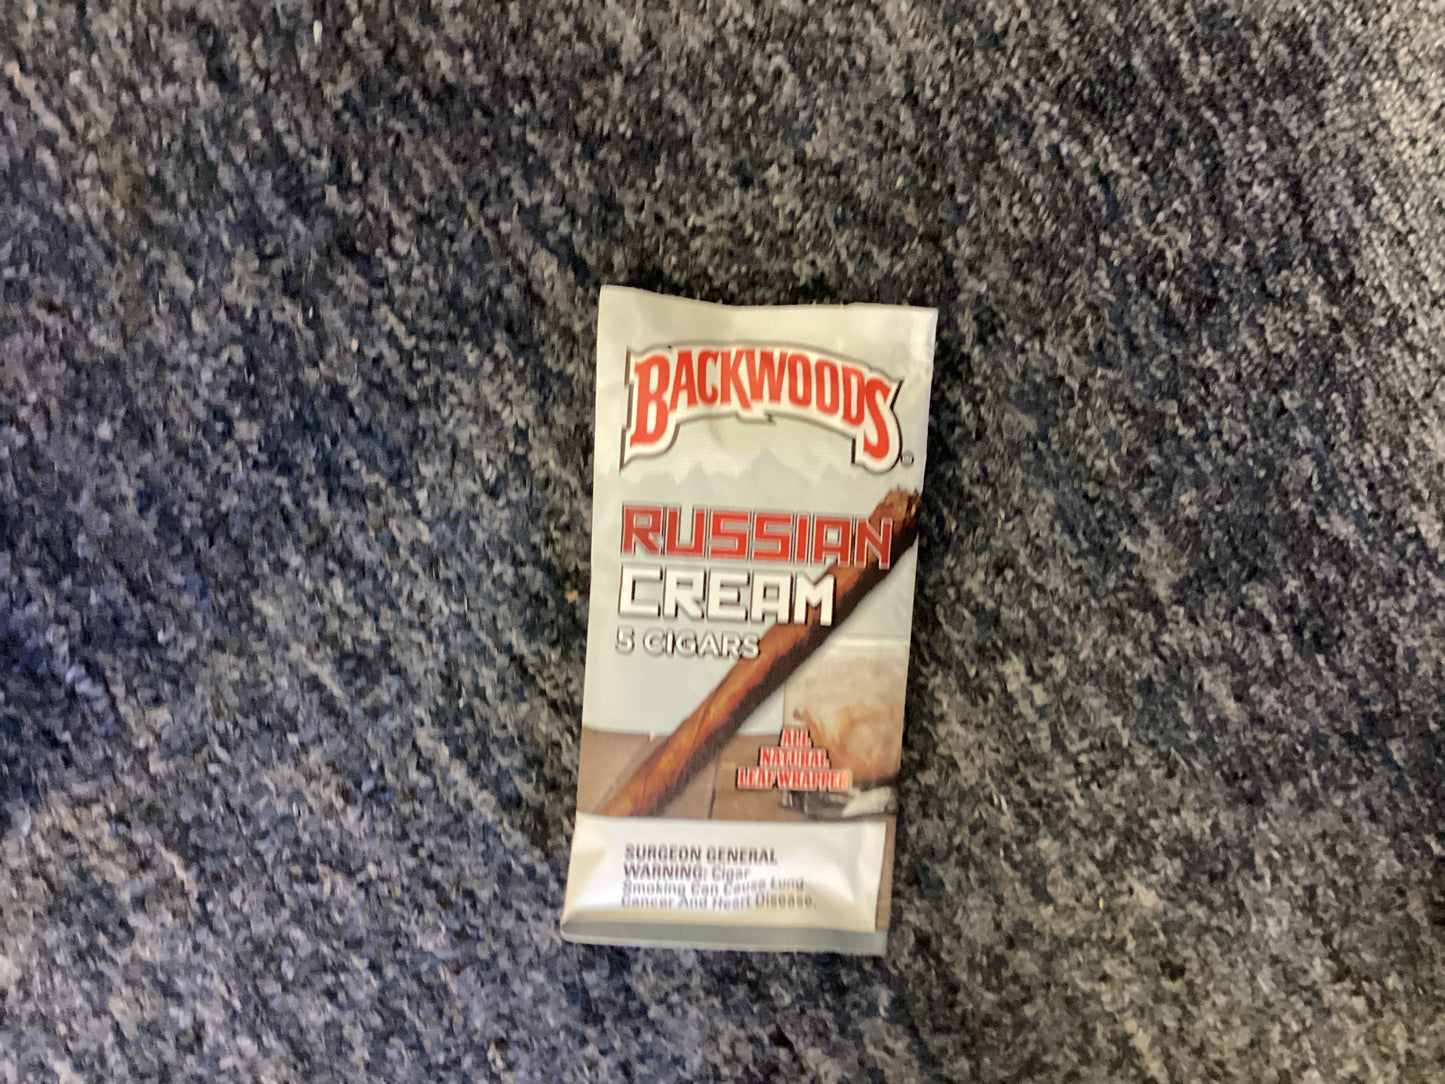 BACKWOODS®
RUSSIAN
CREAM
5 CIGARS
ALL
NATURAL
LEAF WRAPPER
SURGEON GENERAL
WARNING: Cigar
Smoking Can Cause Lung
Cancer And Heart Disease.